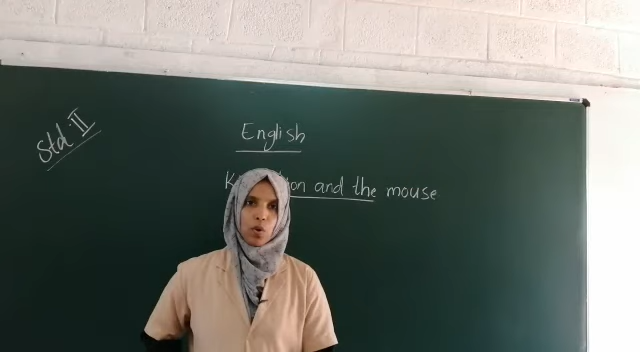 Std. II
English
and the mouse